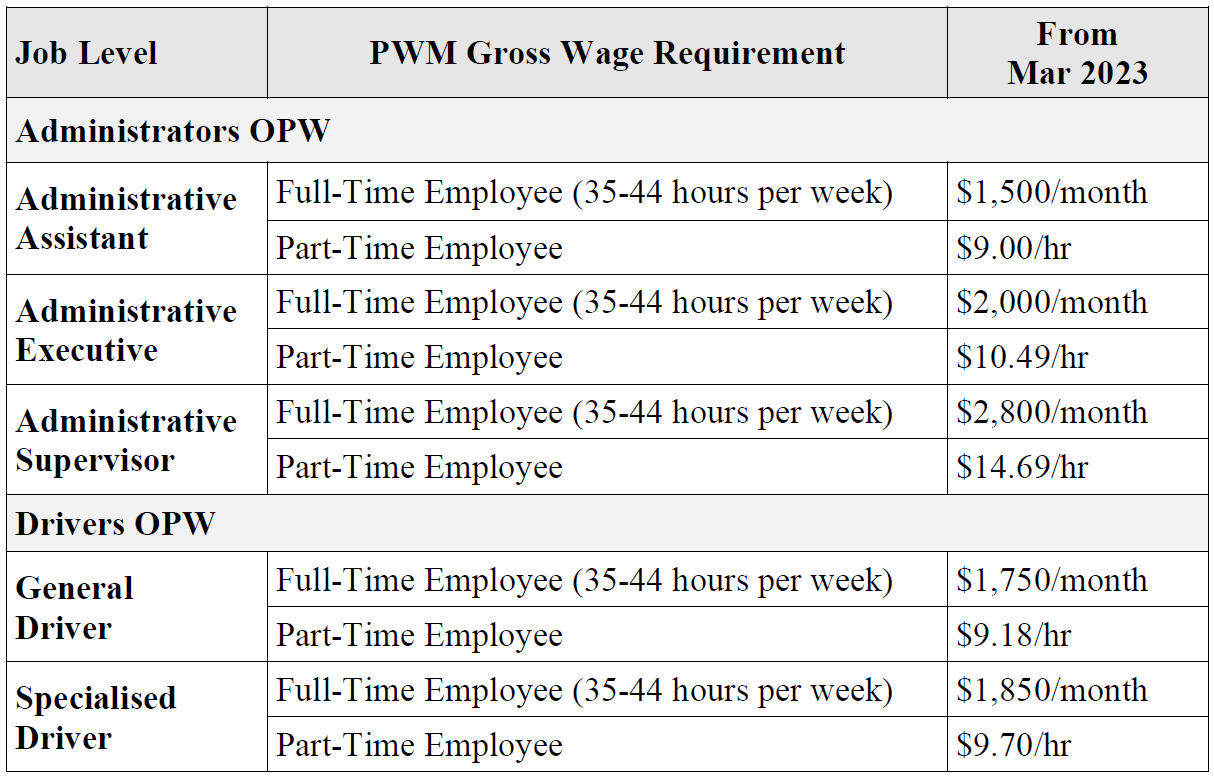 Job Level
PWM Gross Wage Requirement
From
Mar 2023
Administrators OPW
Administrative
Assistant
Full-Time Employee (35-44 hours per week)
$1,500/month
Part-Time Employee
$9.00/hr
Administrative
Executive
Full-Time Employee (35-44 hours per week)
$2,000/month
Part-Time Employee
$10.49/hr
Administrative
Supervisor
Full-Time Employee (35-44 hours per week)
$2,800/month
Part-Time Employee
$14.69/hr
Drivers OPW
General
Driver
Full-Time Employee (35-44 hours per week)
$1,750/month
Part-Time Employee
$9.18/hr
Specialised
Driver
Full-Time Employee (35-44 hours per week)
$1,850/month
Part-Time Employee
$9.70/hr